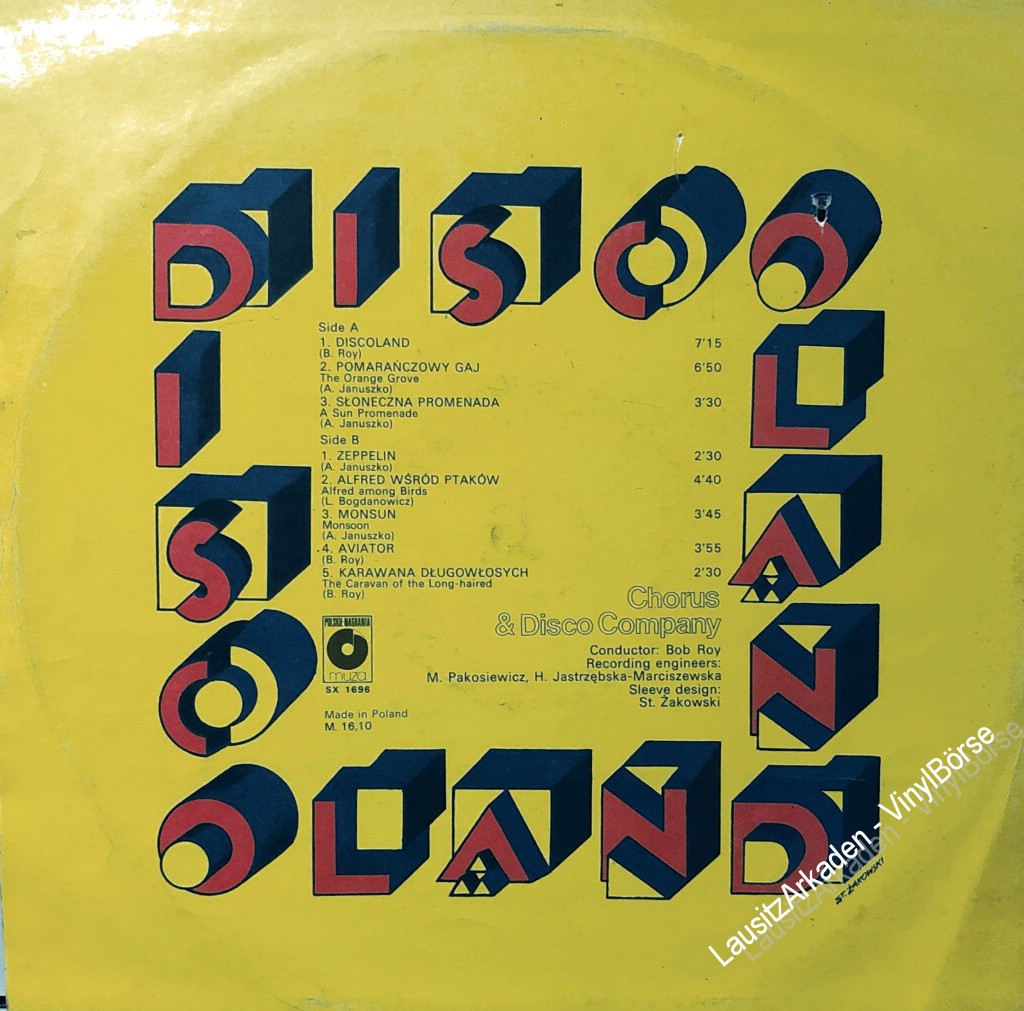 DISCO
Side A
1. DISCOLAND 7'15
(B. Roy)
2. POMARAŃCZOWY GAJ 6'50
The Orange Grove
(A. Januszko)
3. SŁONECZNA PROMENADA 3'30
A Sun Promenade
(A. Januszko)
Side B
1. ZEPPELIN 2'30
(A. Januszko)
2. ALFRED WŚRÓD PTAKÓW 4'40
Alfred among Birds
(L. Bogdanowicz)
3. MONSUN 3'45
Monsoon
(A. Januszko)
4. AVIATOR 3'55
(B. Roy)
5. KARAWANA DŁUGOWŁOSYCH 2'30
The Caravan of the Long-haired
(B. Roy)
Chorus
& Disco Company
Conductor: Bob Roy
Recording engineers:
M. Pakosiewicz, H. Jastrzębska-Marciszewska
Sleeve design:
St. Żakowski
POLSKIE NAGRANIA
muza
SX 1696
Made in Poland
M. 16,10
ISCO
LAND
OLAND
ST. ŻAKOWSKI
LausitzArkaden - VinylBörse